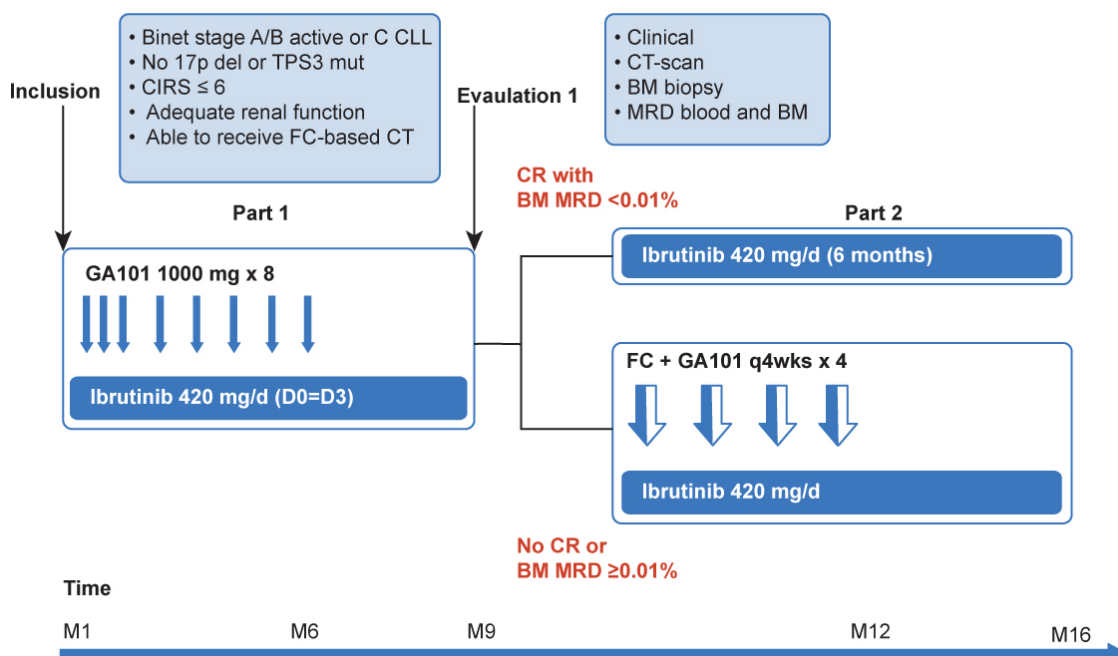 Inclusion
• Binet stage A/B active or C CLL
• No 17p del or TPS3 mut
• CIRS ≤ 6
• Adequate renal function
• Able to receive FC-based CT
Evaulation 1
• Clinical
• CT-scan
• BM biopsy
• MRD blood and BM
CR with
BM MRD <0.01%
Part 1
Part 2
GA101 1000 mg x 8
Ibrutinib 420 mg/d (D0=D3)
Ibrutinib 420 mg/d (6 months)
FC + GA101 q4wks x 4
Ibrutinib 420 mg/d
No CR or
BM MRD ≥0.01%
Time
M1 M6 M9 M12 M16